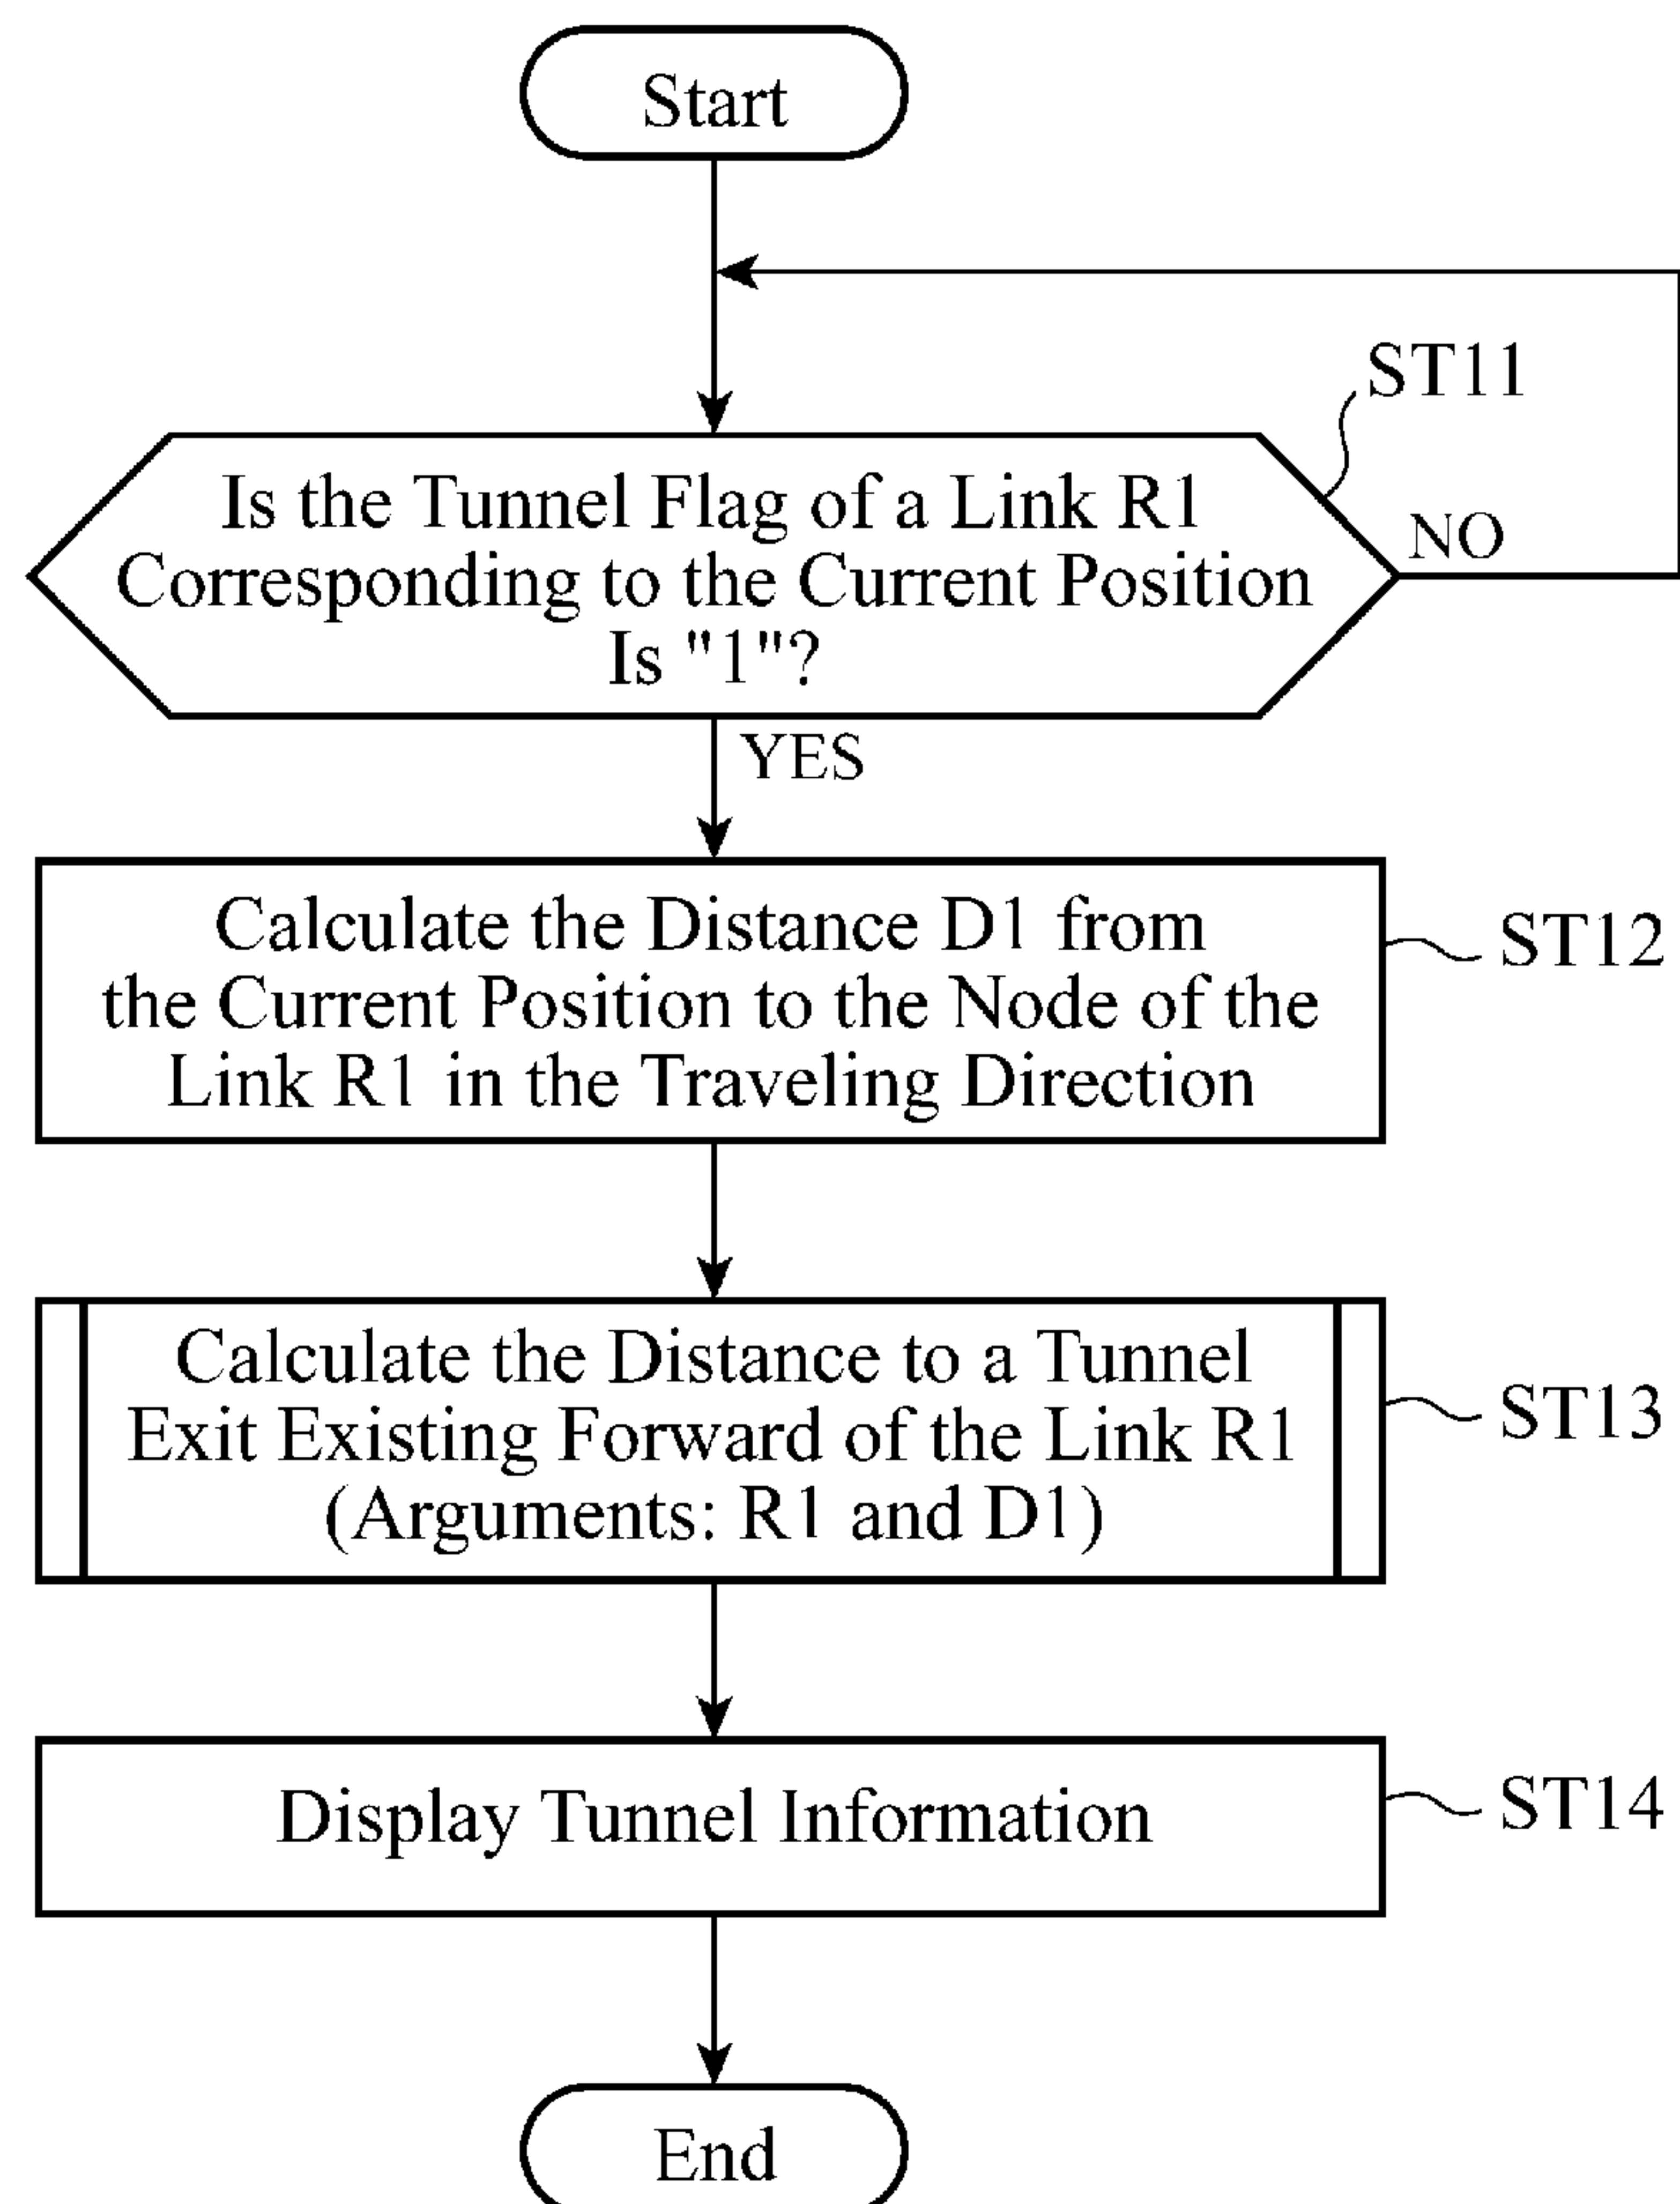 Start
ST11
Is the Tunnel Flag of a Link R1
Corresponding to the Current Position
Is "1"?
NO
YES
Calculate the Distance D1 from
the Current Position to the Node of the
Link R1 in the Traveling Direction
ST12
Calculate the Distance to a Tunnel
Exit Existing Forward of the Link R1
(Arguments: R1 and D1)
ST13
Display Tunnel Information
ST14
End